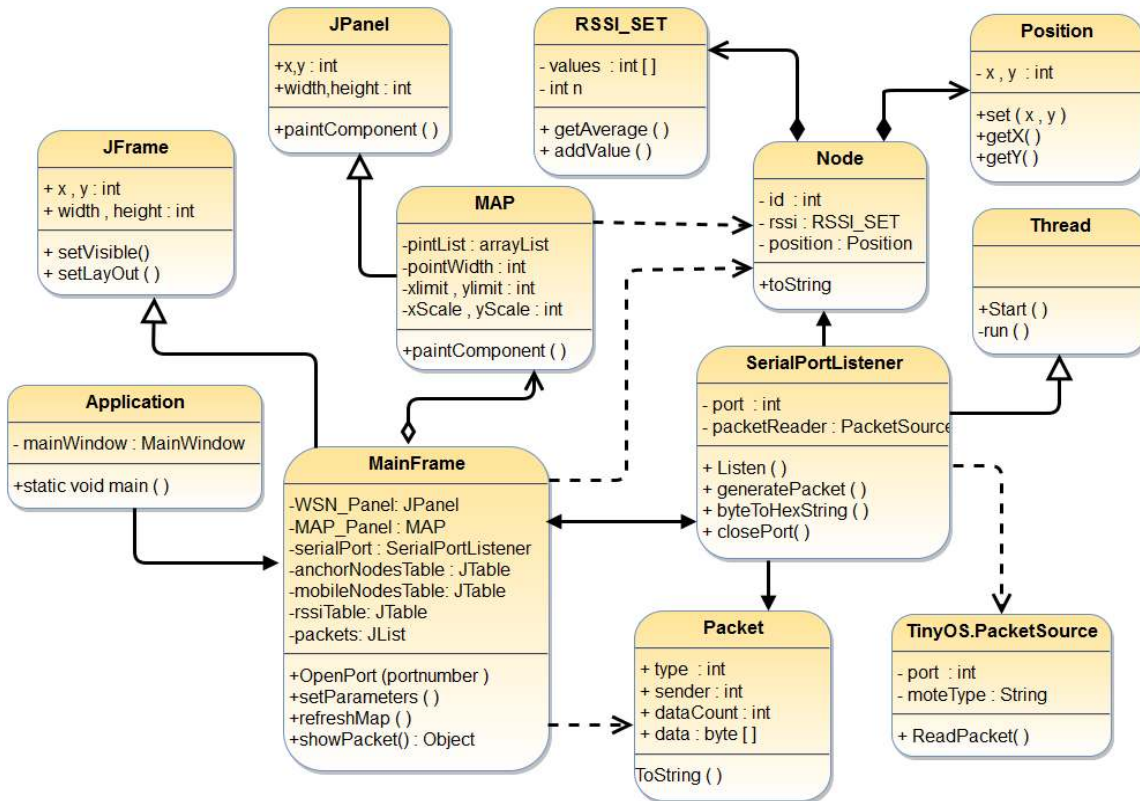 JPanel
+x,y : int
+width,height : int
+paintComponent ( )
RSSI_SET
- values : int [ ]
- int n
+ getAverage ( )
+ addValue ( )
Position
- x , y : int
+set ( x , y )
+getX()
+getY( )
JFrame
+ x , y : int
+ width , height : int
+ setVisible()
+ setLayOut ( )
MAP
-pintList : arrayList
-pointWidth : int
-xlimit , ylimit : int
-xScale , yScale : int
+paintComponent ( )
Node
- id : int
- rssi : RSSI_SET
- position : Position
+toString
Thread
+Start ( )
-run ( )
Application
- mainWindow : MainWindow
+static void main ( )
MainFrame
-WSN_Panel: JPanel
-MAP_Panel : MAP
-serialPort : SerialPortListener
-anchorNodesTable : JTable
-mobileNodesTable: JTable
-rssiTable: JTable
-packets: JList
+OpenPort (portnumber )
+setParameters ( )
+refreshMap ( )
+showPacket() : Object
SerialPortListener
- port : int
- packetReader : PacketSource
+ Listen ( )
+ generatePacket ( )
+ byteToHexString ( )
+ closePort( )
Packet
+ type : int
+ sender : int
+ dataCount : int
+ data : byte [ ]
ToString ( )
TinyOS.PacketSource
- port : int
- moteType : String
+ ReadPacket( )